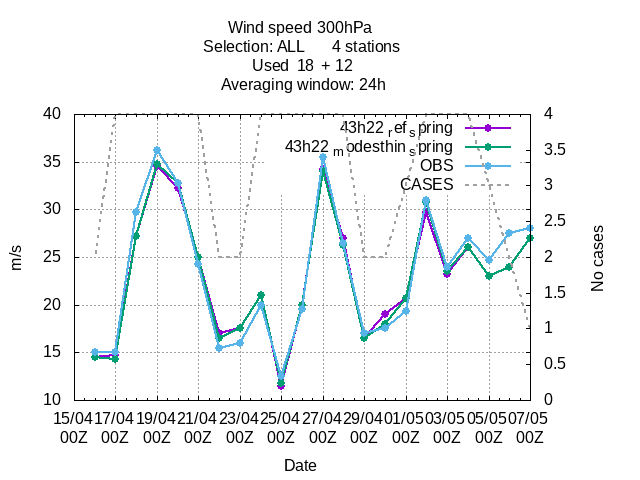 Wind speed 300hPa
Selection: ALL 4 stations
Used 18 + 12
Averaging window: 24h
40
35
30
25
20
15
10
4
3.5
3
2.5
2
1.5
1
0.5
0
43h22 ref spring
43h22 modesthin spring
OBS
CASES
m/s
No cases
15/04 17/04 19/04 21/04 23/04 25/04 27/04 29/04 01/05 03/05 05/05 07/05
00Z 00Z 00Z 00Z 00Z 00Z 00Z 00Z 00Z 00Z 00Z 00Z
Date